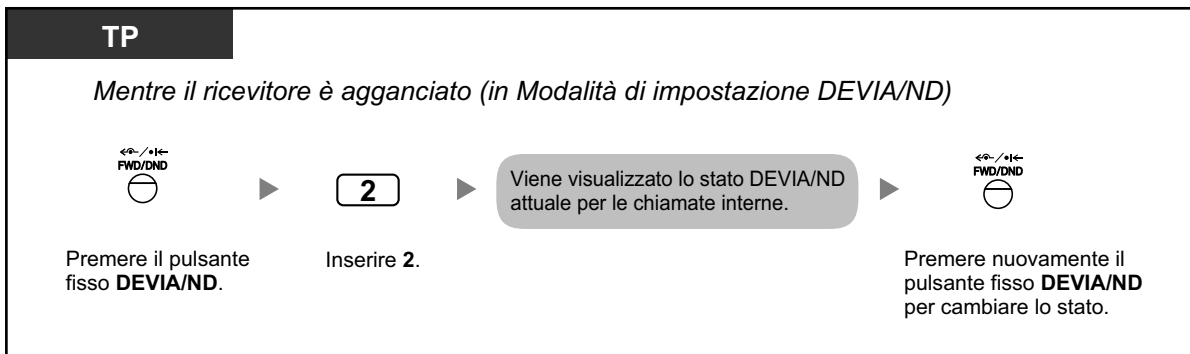 TP
Mentre il ricevitore è agganciato (in Modalità di impostazione DEVIA/ND)
FWD/DND
2
Viene visualizzato lo stato DEVIA/ND
attuale per le chiamate interne.
FWD/DND
Premere il pulsante
fisso DEVIA/ND.
Inserire 2.
Premere nuovamente il
pulsante fisso DEVIA/ND
per cambiare lo stato.